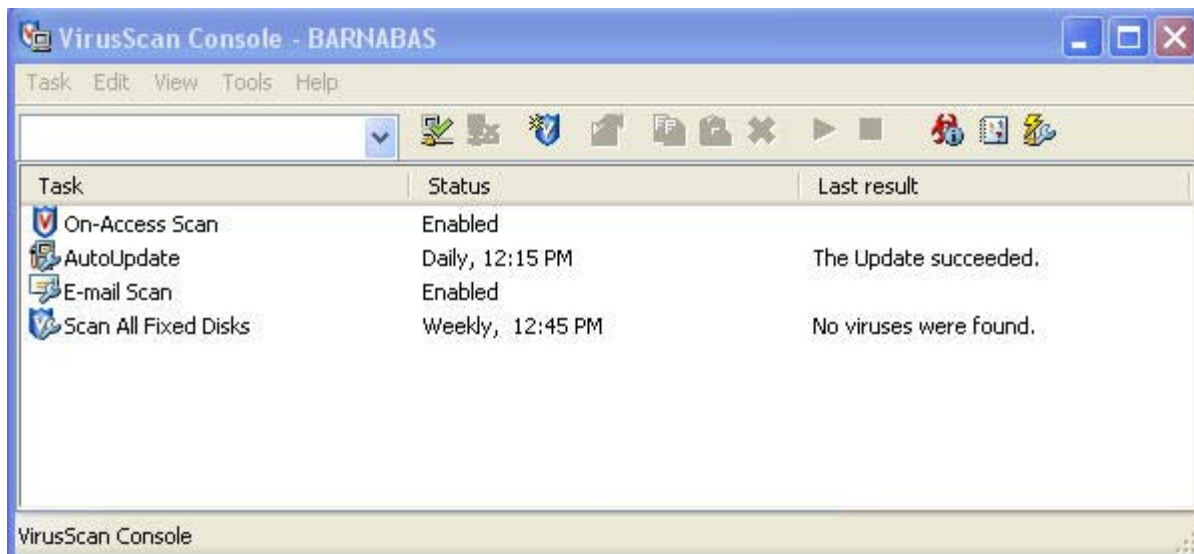 VirusScan Console - BARNABAS
Task Edit View Tools Help
Task Status Last result
On-Access Scan Enabled
AutoUpdate Daily, 12:15 PM The Update succeeded.
E-mail Scan Enabled
Scan All Fixed Disks Weekly, 12:45 PM No viruses were found.
VirusScan Console